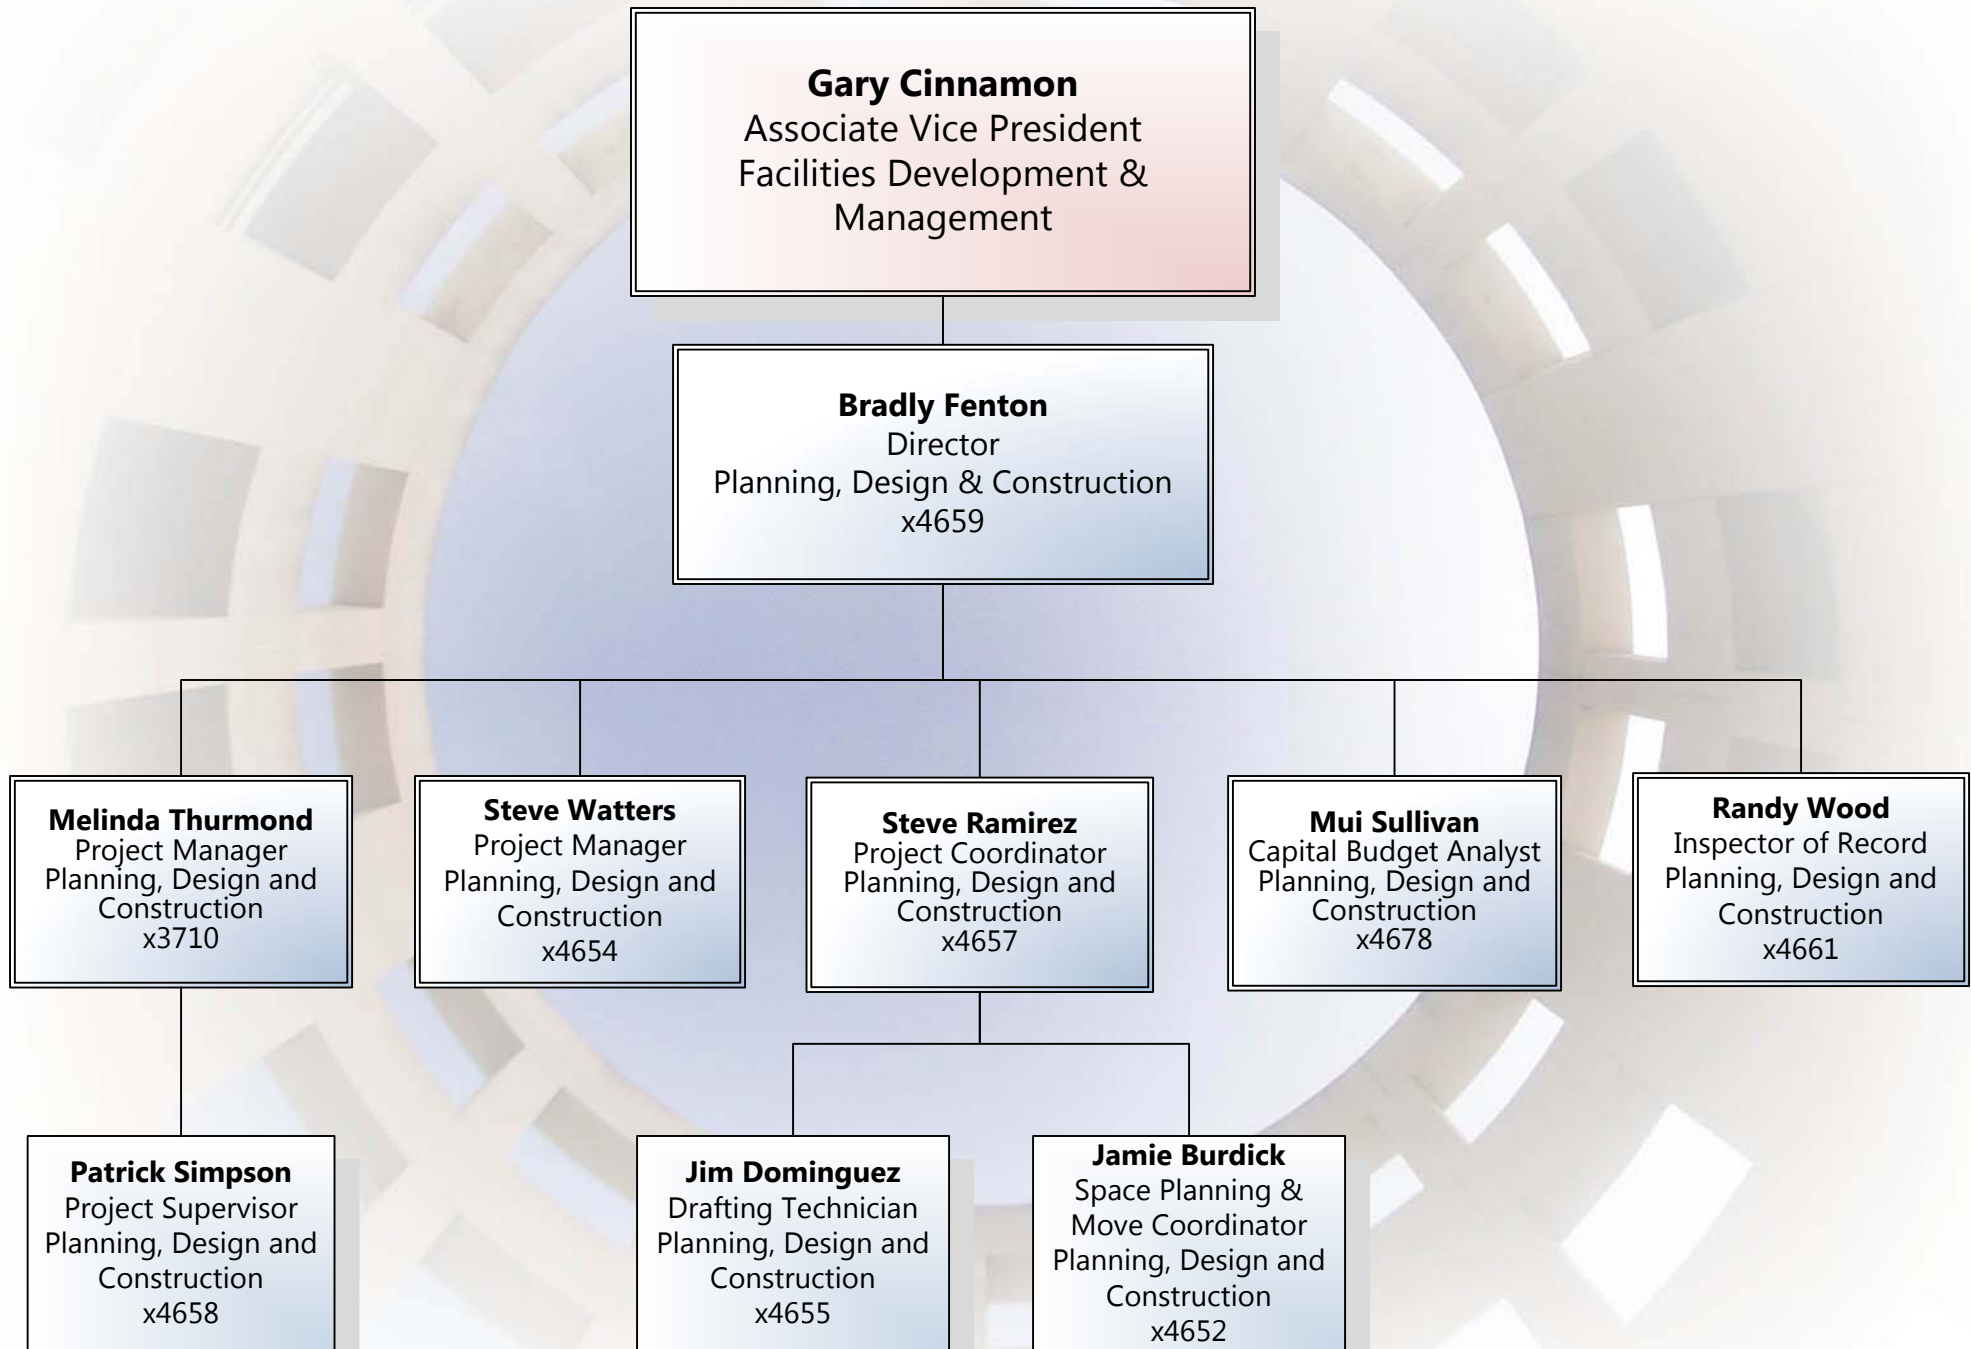 Gary Cinnamon
Associate Vice President
Facilities Development &
Management
Bradly Fenton
Director
Planning, Design & Construction
x4659
Melinda Thurmond
Project Manager
Planning, Design and
Construction
x3710
Steve Watters
Project Manager
Planning, Design and
Construction
x4654
Steve Ramirez
Project Coordinator
Planning, Design and
Construction
x4657
Mui Sullivan
Capital Budget Analyst
Planning, Design and
Construction
x4678
Randy Wood
Inspector of Record
Planning, Design and
Construction
x4661
Patrick Simpson
Project Supervisor
Planning, Design and
Construction
x4658
Jim Dominguez
Drafting Technician
Planning, Design and
Construction
x4655
Jamie Burdick
Space Planning &
Move Coordinator
Planning, Design and
Construction
x4652